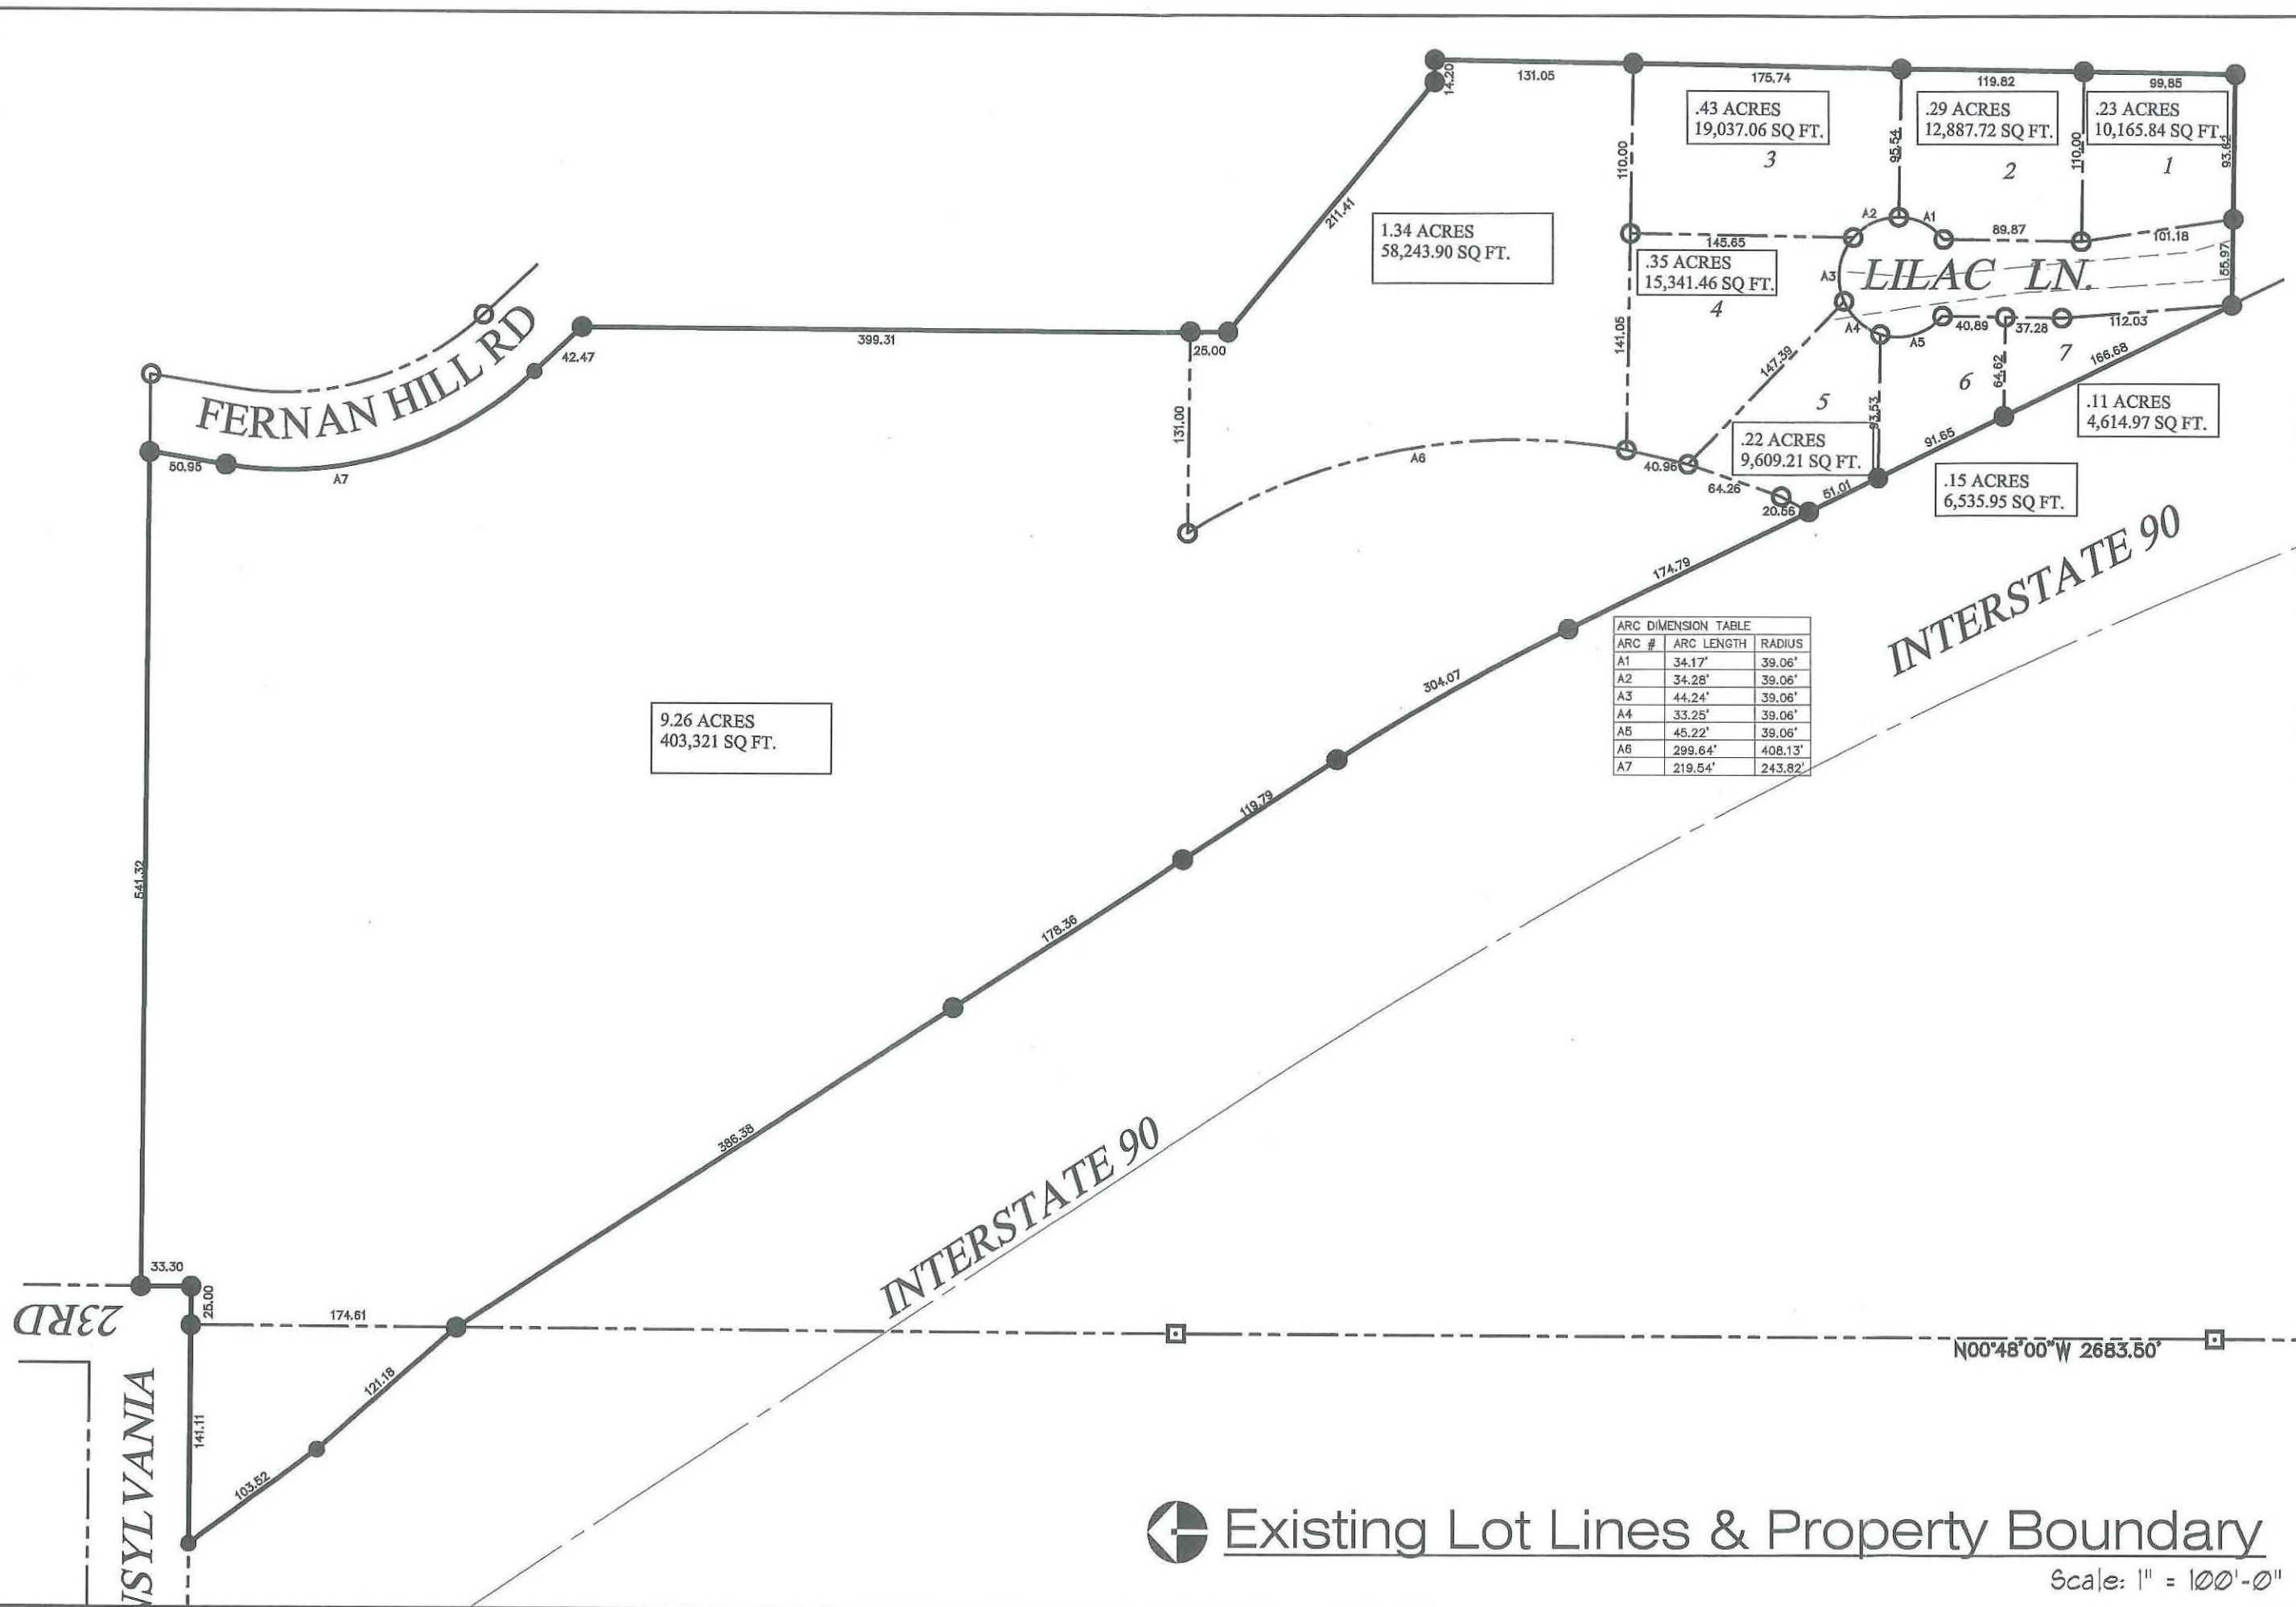 131.05
14.20
175.74
119.82
99.85
.43 ACRES
19,037.06 SQ FT.
3
.29 ACRES
12,887.72 SQ FT.
2
.23 ACRES
10,165.84 SQ FT.
1
110.00
95.54
110.00
211.41
1.34 ACRES
58,243.90 SQ FT.
A2
A1
89.87
101.18
145.65
.35 ACRES
15,341.46 SQ FT.
4
A3
LILAC LN.
55.97
A4
A5
40.89
37.28
112.03
7
141.05
147.39
64.62
166.68
6
5
93.53
.11 ACRES
4,614.97 SQ FT.
.22 ACRES
9,609.21 SQ FT.
91.65
.15 ACRES
6,535.95 SQ FT.
FERNAN HILL RD
42.47
399.31
25.00
131.00
50.95
A7
A6
40.96
64.26
20.56
51.01
174.79
INTERSTATE 90
304.07
ARC DIMENSION TABLE
ARC # ARC LENGTH RADIUS
A1 34.17' 39.06'
A2 34.28' 39.06'
A3 44.24' 39.06'
A4 33.25' 39.06'
A5 45.22' 39.06'
A6 299.64' 408.13'
A7 219.54' 243.82'
9.26 ACRES
403,321 SQ FT.
119.79
541.32
178.36
386.38
INTERSTATE 90
33.30
25.00
23RD
174.61
N00°48'00"W 2683.50'
121.18
141.11
103.52
NSYLVANIA
Existing Lot Lines & Property Boundary
Scale: 1" = 100'-0"